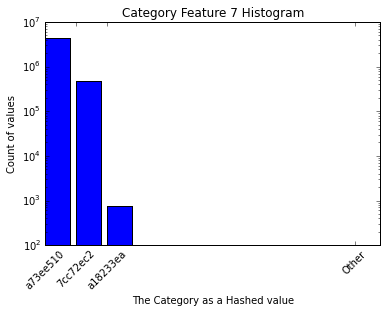 Category Feature 7 Histogram
Count of values
10^7
10^6
10^5
10^4
10^3
10^2
a73ee510
7cc72ec2
a18233ea
Other
The Category as a Hashed value